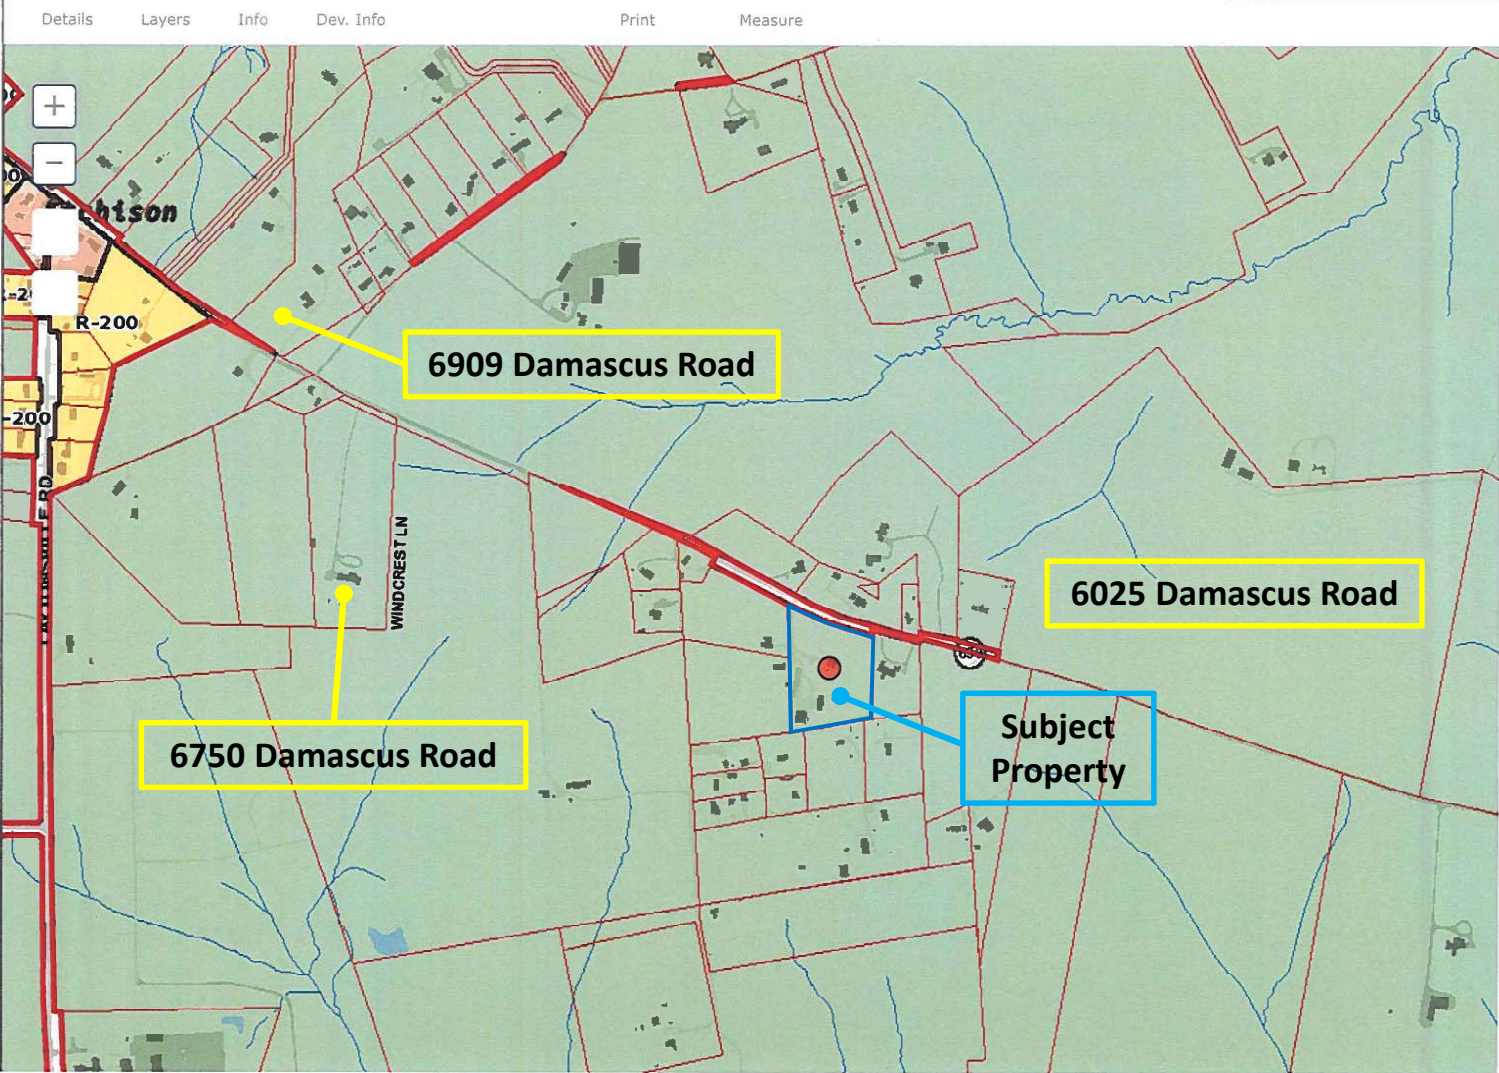 Details Layers Info Dev. Info Print Measure
+
−
R-200
6909 Damascus Road
-200
WINDCREST LN
6025 Damascus Road
Subject
Property
6750 Damascus Road